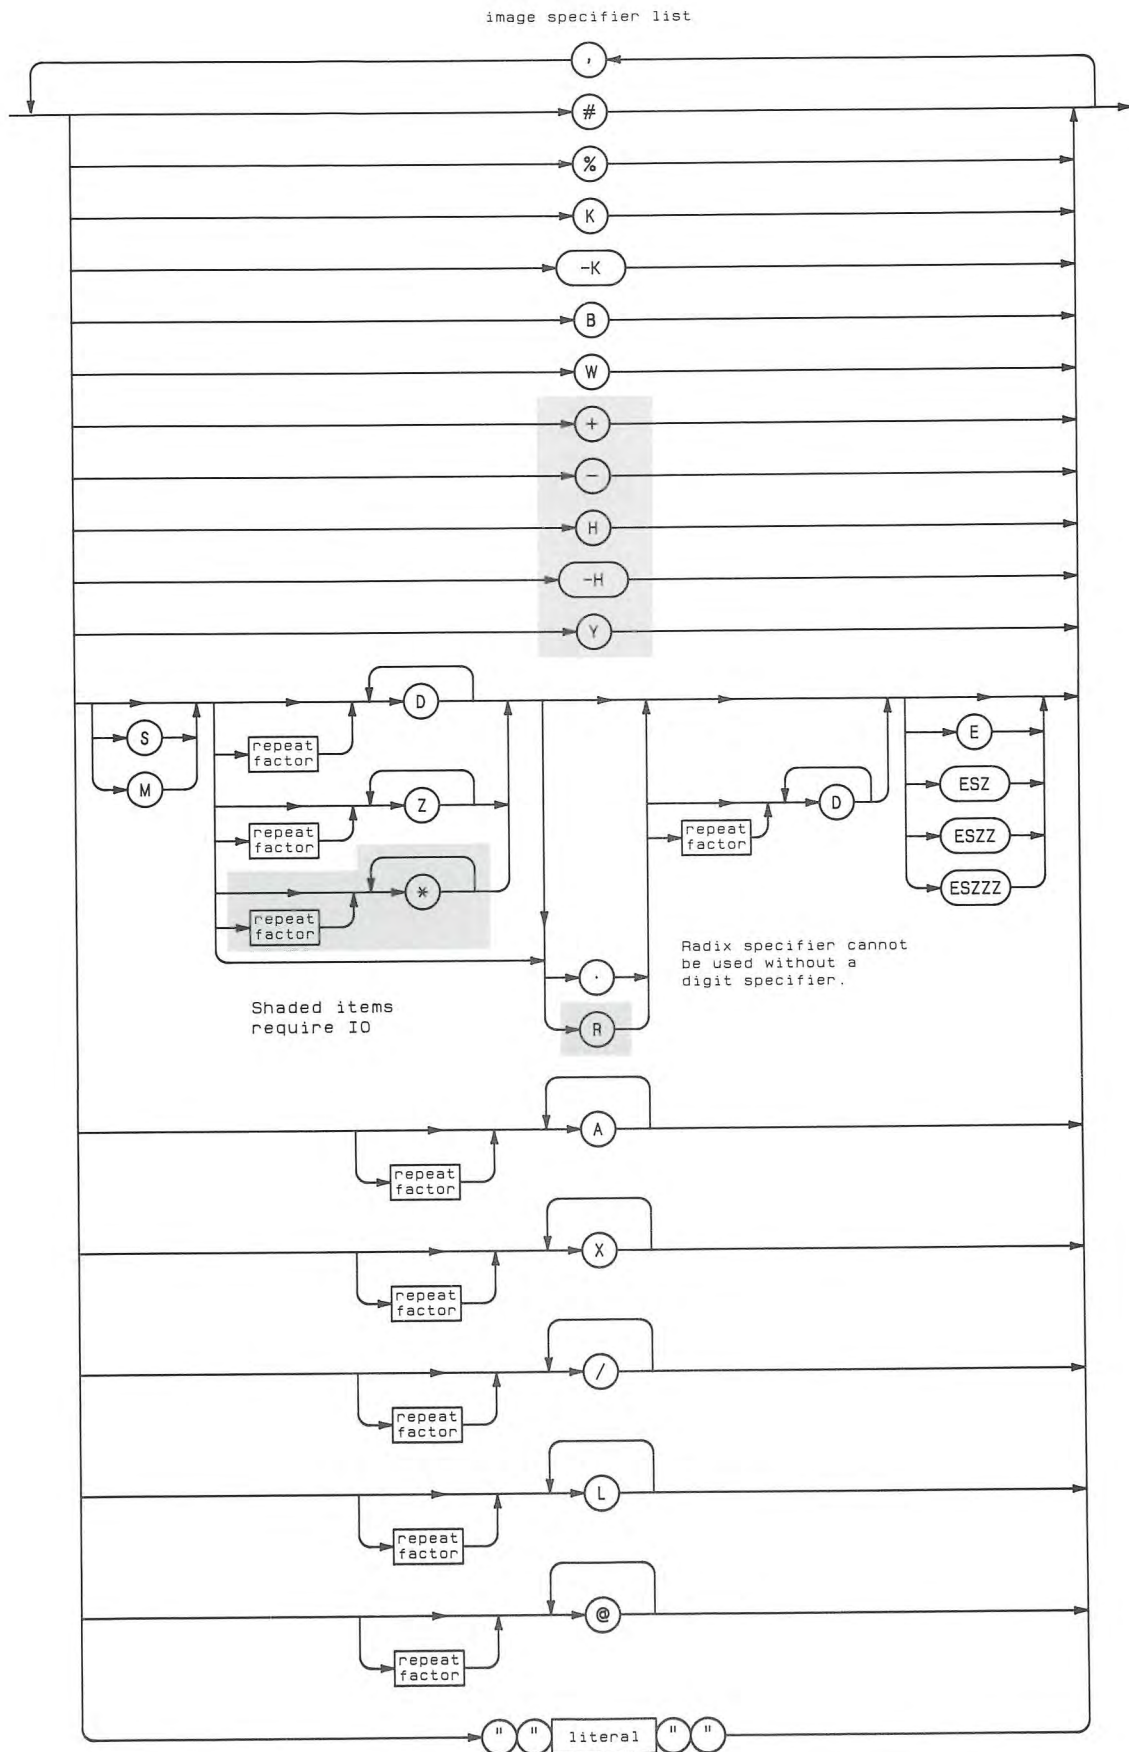 image specifier list
,
#
%
K
-K
B
W
+
-
H
-H
Y
D
S
repeat
factor
E
M
Z
D
ESZ
repeat
factor
repeat
factor
ESZZ
*
ESZZZ
repeat
factor
Radix specifier cannot
be used without a
digit specifier.
.
Shaded items
require IO
R
A
repeat
factor
X
repeat
factor
/
repeat
factor
L
repeat
factor
@
repeat
factor
" " literal " "